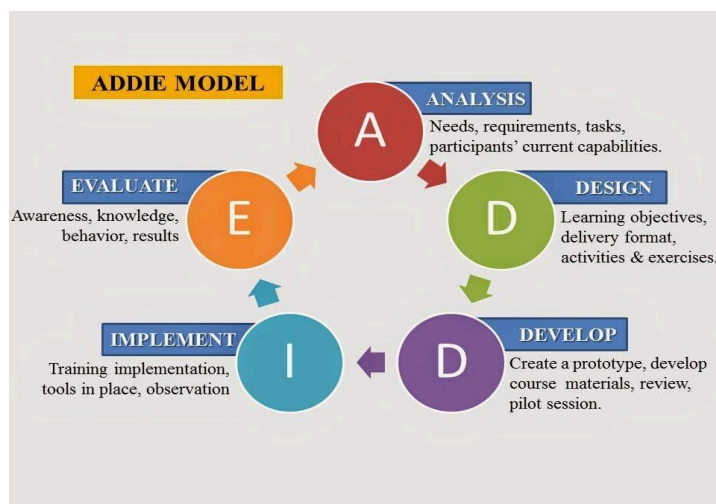 ADDIE MODEL
A
ANALYSIS
Needs, requirements, tasks,
participants' current capabilities.
D
DESIGN
Learning objectives,
delivery format,
activities & exercises.
D
DEVELOP
Create a prototype, develop
course materials, review,
pilot session.
I
IMPLEMENT
Training implementation,
tools in place, observation
E
EVALUATE
Awareness, knowledge,
behavior, results